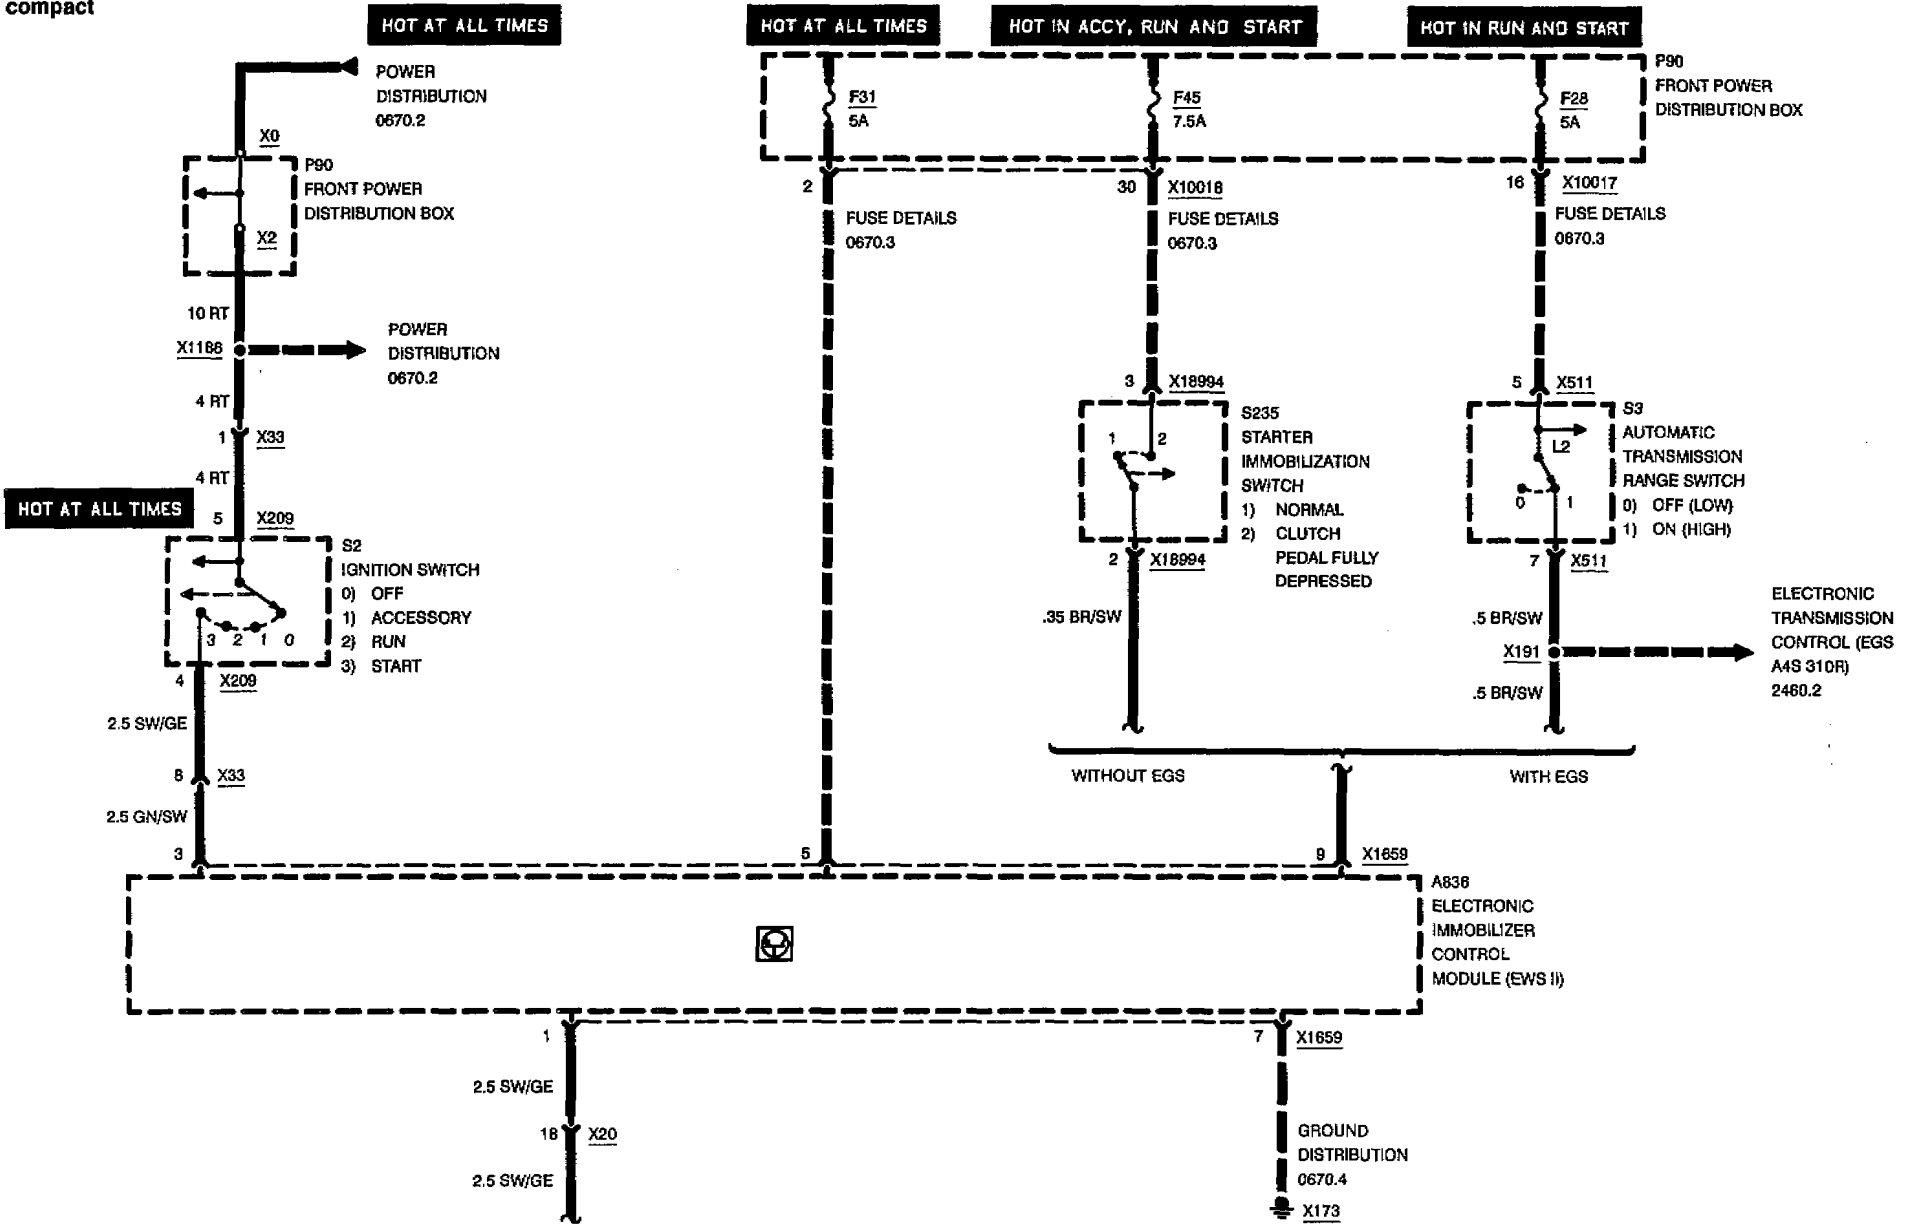 compact
HOT AT ALL TIMES
HOT AT ALL TIMES
HOT IN ACCY, RUN AND START
HOT IN RUN AND START
POWER
DISTRIBUTION
0670.2
X0
P90
FRONT POWER
DISTRIBUTION BOX
X2
10 RT
X1186
POWER
DISTRIBUTION
0670.2
4 RT
1 X33
4 RT
HOT AT ALL TIMES
5 X209
S2
IGNITION SWITCH
0) OFF
1) ACCESSORY
2) RUN
3) START
3 2 1 0
4 X209
2.5 SW/GE
8 X33
2.5 GN/SW
3
F31
5A
F45
7.5A
F28
5A
P90
FRONT POWER
DISTRIBUTION BOX
2
FUSE DETAILS
0670.3
30 X10018
FUSE DETAILS
0670.3
16 X10017
FUSE DETAILS
0670.3
3 X18994
1 2
S235
STARTER
IMMOBILIZATION
SWITCH
1) NORMAL
2) CLUTCH
PEDAL FULLY
DEPRESSED
2 X18994
.35 BR/SW
5 X511
L2
0 1
S3
AUTOMATIC
TRANSMISSION
RANGE SWITCH
0) OFF (LOW)
1) ON (HIGH)
7 X511
.5 BR/SW
X191
.5 BR/SW
ELECTRONIC
TRANSMISSION
CONTROL (EGS
A4S 310R)
2460.2
WITHOUT EGS
WITH EGS
5
9 X1659
A836
ELECTRONIC
IMMOBILIZER
CONTROL
MODULE (EWS II)
1
7 X1659
2.5 SW/GE
18 X20
2.5 SW/GE
GROUND
DISTRIBUTION
0670.4
X173